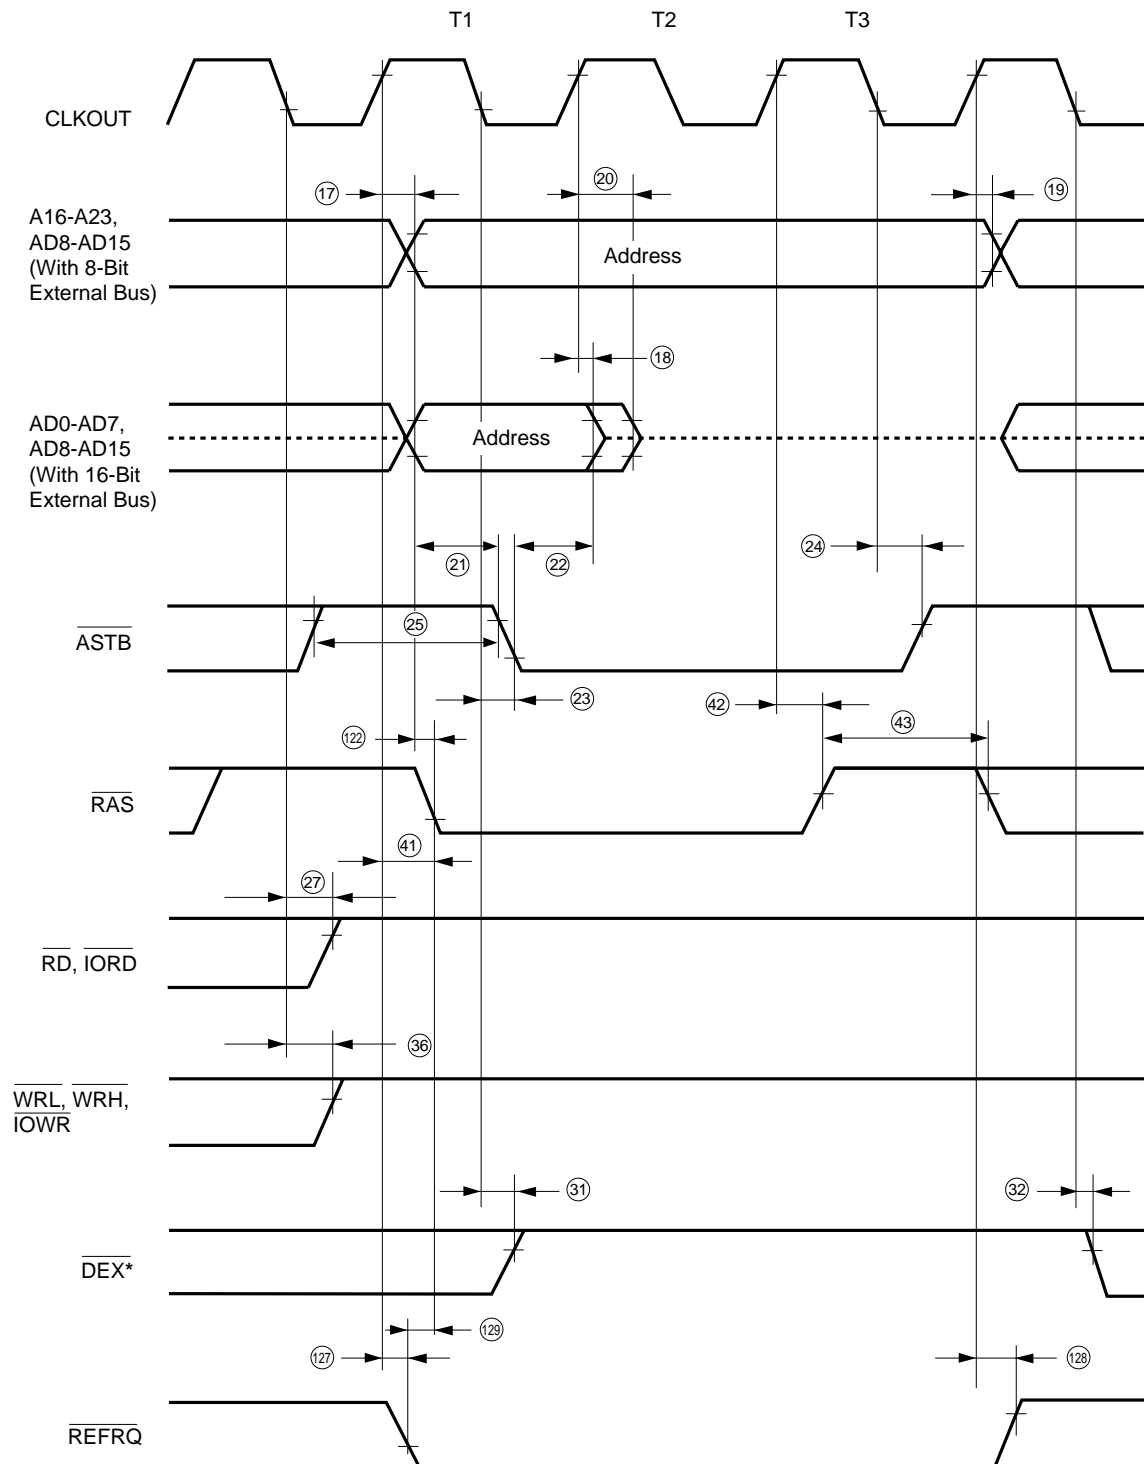 T1 T2 T3
CLKOUT
17 20 19
A16-A23,
AD8-AD15
(With 8-Bit
External Bus)
Address
18
AD0-AD7,
AD8-AD15
(With 16-Bit
External Bus)
Address
21 22 24
ASTB
25
23 42 43
122
RAS
41
27
RD, IORD
36
WRL, WRH,
IOWR
31 32
DEX*
129
127 128
REFRQ